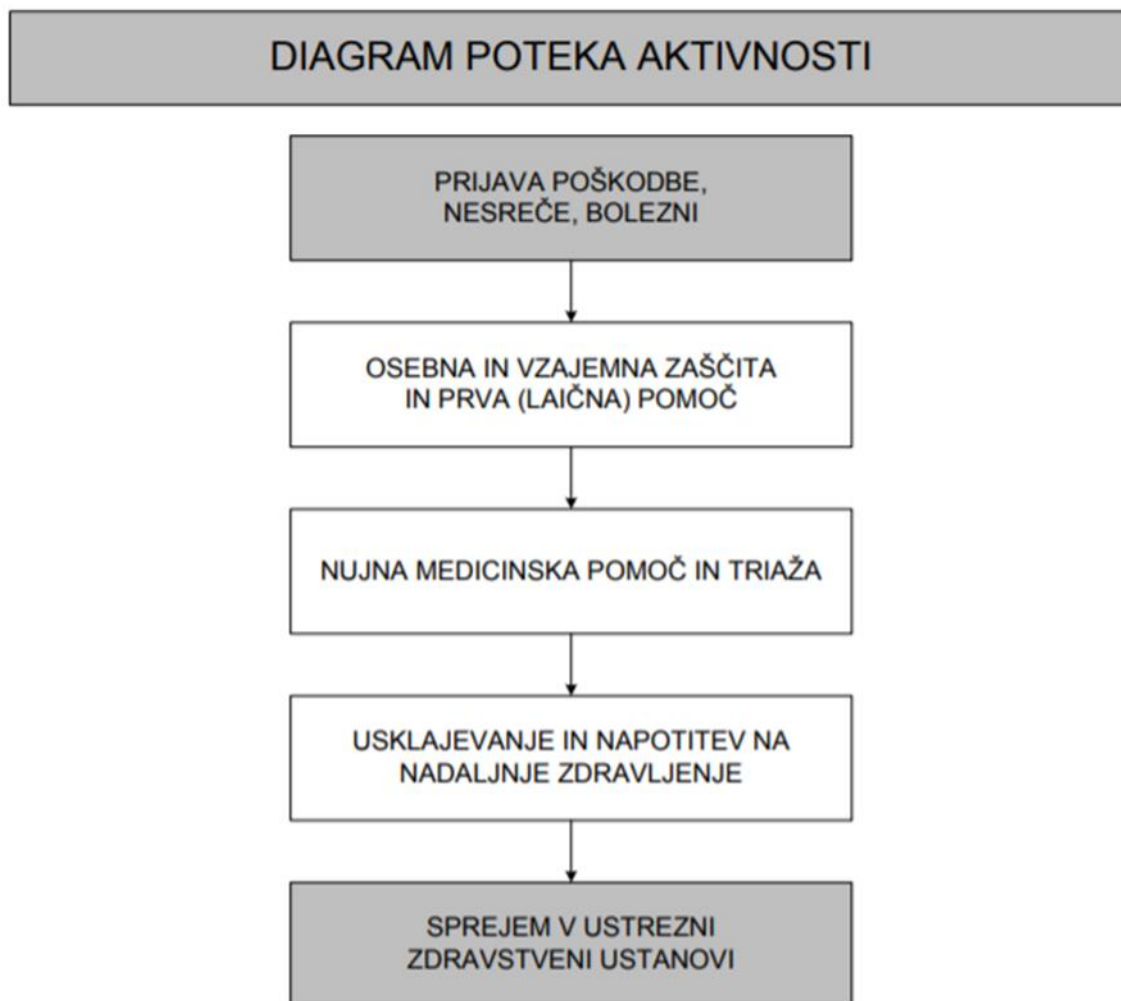 DIAGRAM POTEKA AKTIVNOSTI
PRIJAVA POŠKODBE,
NESREČE, BOLEZNI
OSEBNA IN VZAJEMNA ZAŠČITA
IN PRVA (LAIČNA) POMOČ
NUJNA MEDICINSKA POMOČ IN TRIAŽA
USKLAJEVANJE IN NAPOTITEV NA
NADALJNJE ZDRAVLJENJE
SPREJEM V USTREZNI
ZDRAVSTVENI USTANOVI